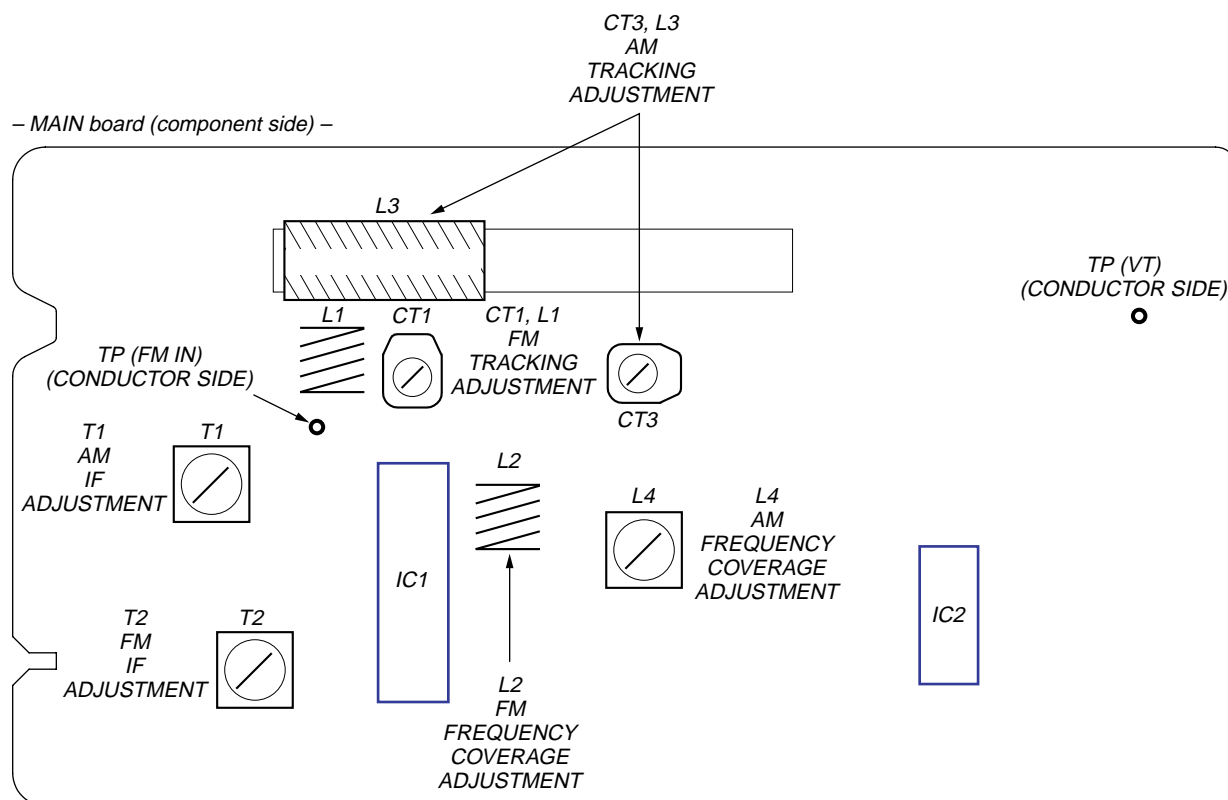 CT3, L3
AM
TRACKING
ADJUSTMENT
– MAIN board (component side) –
L3
TP (VT)
(CONDUCTOR SIDE)
L1
CT1
CT1, L1
FM
TRACKING
ADJUSTMENT
TP (FM IN)
(CONDUCTOR SIDE)
CT3
T1
AM
IF
ADJUSTMENT
T1
L2
L4
L4
AM
FREQUENCY
COVERAGE
ADJUSTMENT
IC1
IC2
T2
FM
IF
ADJUSTMENT
T2
L2
FM
FREQUENCY
COVERAGE
ADJUSTMENT